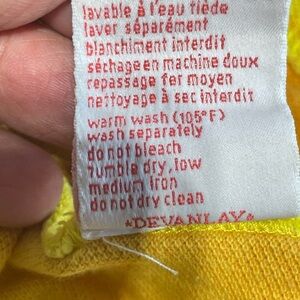 lavable à l'eau tiède
laver séparément
blanchiment interdit
séchage en machine doux
repassage fer moyen
nettoyage à sec interdit
warm wash (105°F)
wash separately
do not bleach
tumble dry, low
medium iron
do not dry clean
*DEVANLAY*